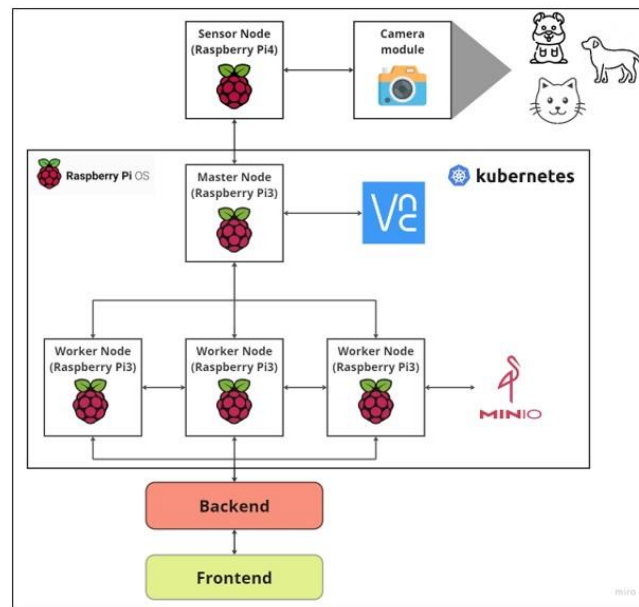 Sensor Node
(Raspberry Pi4)
Camera
module
Raspberry Pi OS
Master Node
(Raspberry Pi3)
kubernetes
Vnc
Worker Node
(Raspberry Pi3)
Worker Node
(Raspberry Pi3)
Worker Node
(Raspberry Pi3)
MINIO
Backend
Frontend
miro